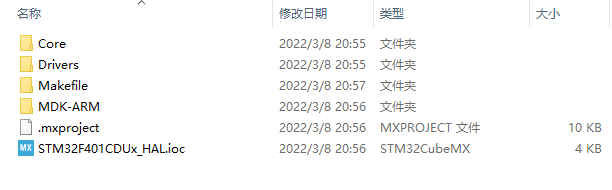 名称 修改日期 类型 大小
Core 2022/3/8 20:55 文件夹
Drivers 2022/3/8 20:55 文件夹
Makefile 2022/3/8 20:57 文件夹
MDK-ARM 2022/3/8 20:56 文件夹
.mxproject 2022/3/8 20:56 MXPROJECT 文件 10 KB
MX STM32F401CDUx_HAL.ioc 2022/3/8 20:56 STM32CubeMX 4 KB